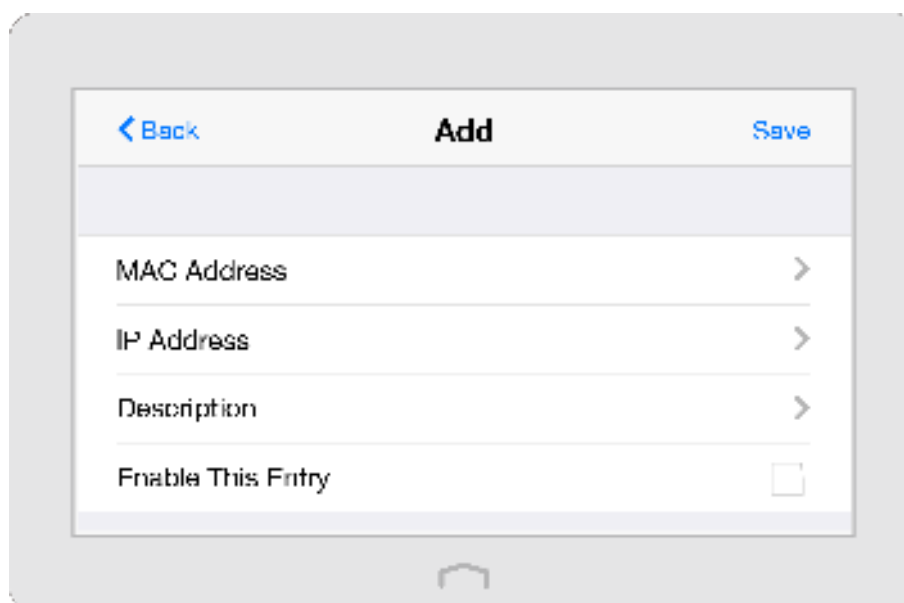 Back Add Save
MAC Address
IP Address
Description
Enable This Entry